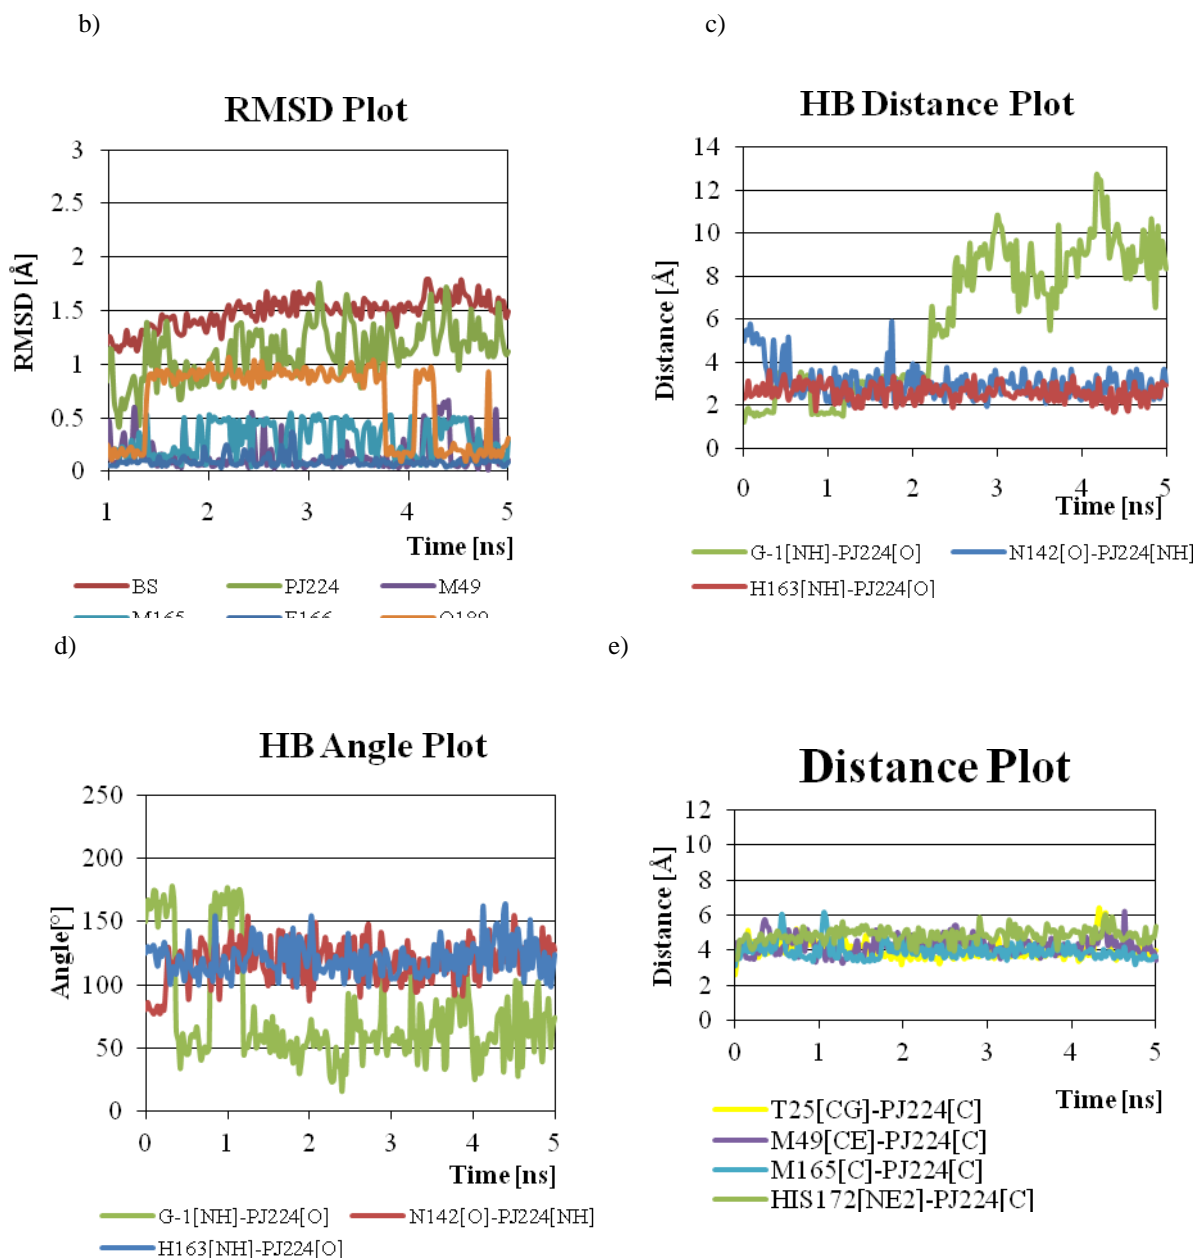 b)
c)
RMSD Plot
HB Distance Plot
3
2.5
2
1.5
1
0.5
0
RMSD [Å]
1 2 3 4 5
Time [ns]
BS PJ224 M49
M165 E166 Q189
14
12
10
8
6
4
2
0
Distance [Å]
0 1 2 3 4 5
Time [ns]
G-1[NH]-PJ224[O] N142[O]-PJ224[NH]
H163[NH]-PJ224[O]
d)
e)
HB Angle Plot
Distance Plot
250
200
150
100
50
0
Angle[°]
0 1 2 3 4 5
Time [ns]
G-1[NH]-PJ224[O] N142[O]-PJ224[NH]
H163[NH]-PJ224[O]
12
10
8
6
4
2
0
Distance [Å]
0 1 2 3 4 5
Time [ns]
T25[CG]-PJ224[C]
M49[CE]-PJ224[C]
M165[C]-PJ224[C]
HIS172[NE2]-PJ224[C]